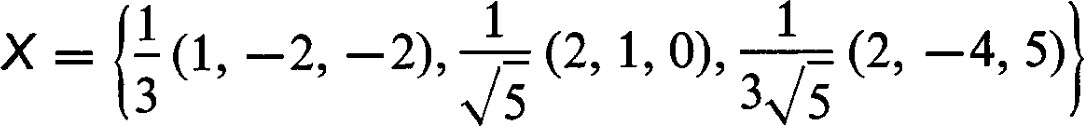 X = {1/3 (1, −2, −2), 1/√5 (2, 1, 0), 1/3√5 (2, −4, 5)}